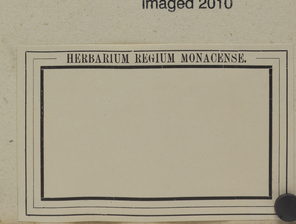 Imaged 2010
HERBARIUM REGIUM MONACENSE.